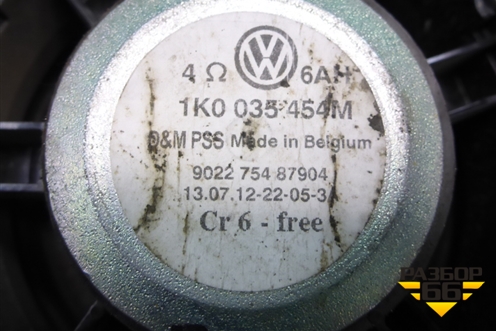 4 Ω VW 6AH
1K0 035 454M
D&M PSS Made in Belgium
9022 754 87904
13.07.12-22-05-3
Cr 6 - free
РАЗБОР
66